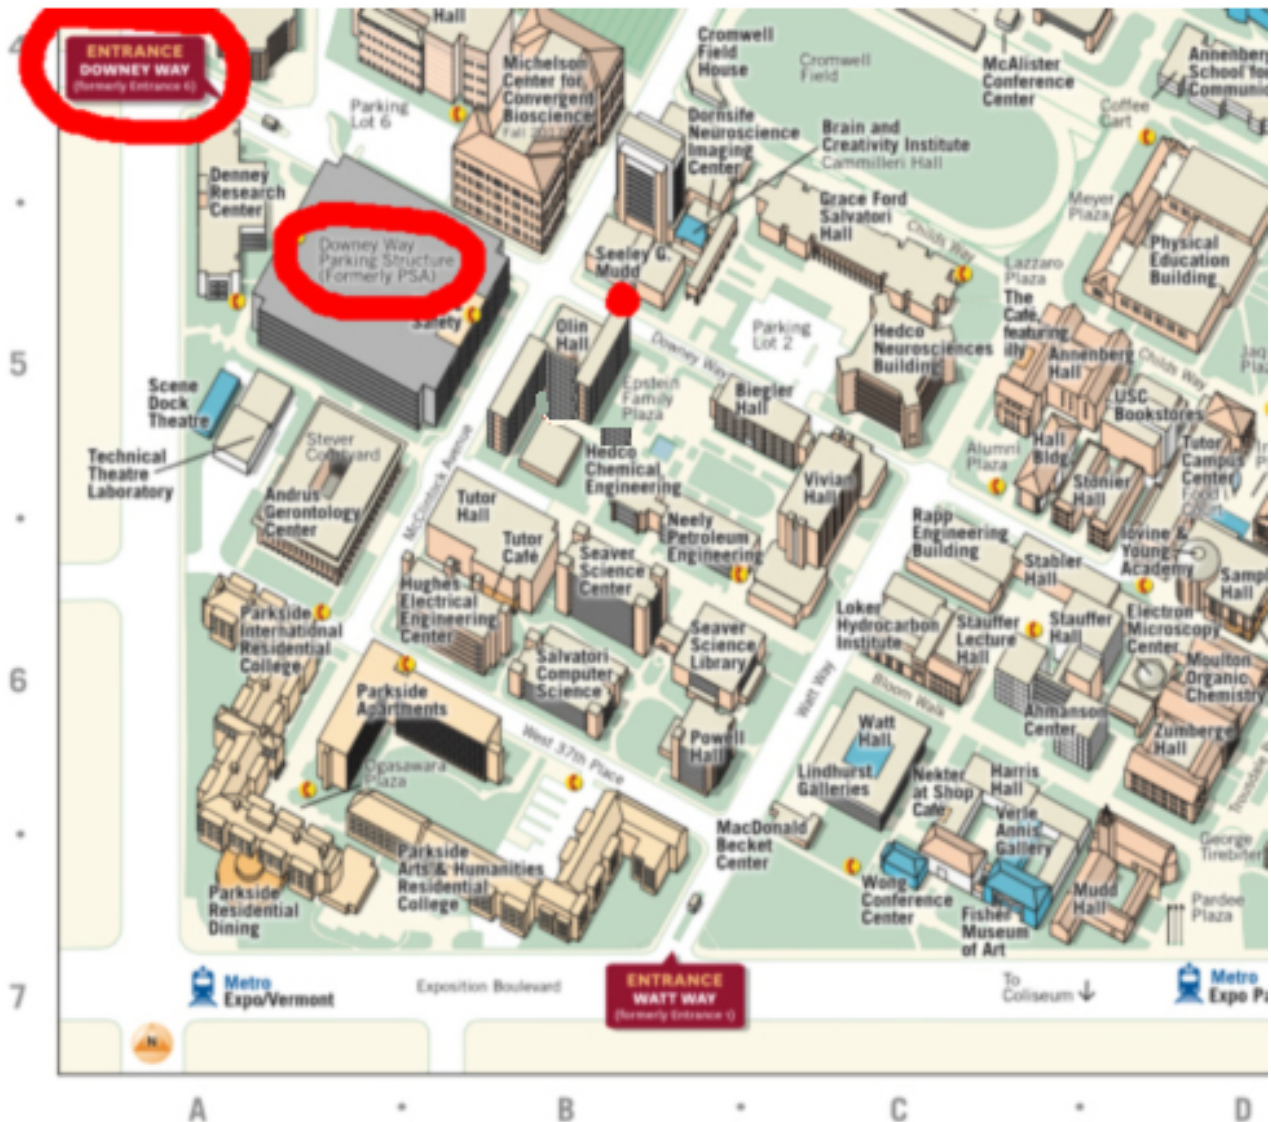 4
ENTRANCE
DOWNEY WAY
(formerly Entrance 6)
Hall
Parking
Lot 6
Michelson
Center for
Convergent
Bioscience
Cromwell
Field
House
Cromwell
Field
McAlister
Conference
Center
Coffee
Cart
Dornsife
Neuroscience
Imaging
Center
Brain and
Creativity Institute
Cammilleri Hall
Denney
Research
Center
Downey Way
Parking Structure
(Formerly PSA)
Safety
Seeley G.
Mudd
Grace Ford
Salvatori
Hall
Childs Way
Meyer
Plaza
Physical
Education
Building
Lazzaro
Plaza
The
Café,
featuring
illy
5
Olin
Hall
Downey Way
Parking
Lot 2
Hedco
Neurosciences
Building
Annenberg
Hall
Childs Way
USC
Bookstores
Scene
Dock
Theatre
Technical
Theatre
Laboratory
Stever
Courtyard
Andrus
Gerontology
Center
McClintock Avenue
Epstein
Family
Plaza
Biegler
Hall
Hedco
Chemical
Engineering
Vivian
Hall
Alumni
Plaza
Hall
Bldg
Stonier
Hall
Tutor
Campus
Center
Tutor
Hall
Tutor
Café
Neely
Petroleum
Engineering
Seaver
Science
Center
Rapp
Engineering
Building
Stabler
Hall
Iovine &
Young
Academy
Hall
Hughes
Electrical
Engineering
Center
Parkside
International
Residential
College
Loker
Hydrocarbon
Institute
Stauffer
Lecture
Hall
Stauffer
Hall
Electron
Microscopy
Center
6
Salvatori
Computer
Science
Seaver
Science
Library
Watt Way
Bloom Walk
Ahmanson
Center
Moulton
Organic
Chemistry
Parkside
Apartments
West 37th Place
Powell
Hall
Watt
Hall
Lindhurst
Galleries
Zumberge
Hall
Ogasawara
Plaza
Nekter
at Shop
Café
Harris
Hall
Verle
Annis
Gallery
MacDonald
Becket
Center
George
Tirebiter
Parkside
Arts & Humanities
Residential
College
Parkside
Residential
Dining
Wong
Conference
Center
Fisher
Museum
of Art
Mudd
Hall
Pardee
Plaza
7
Metro
Expo/Vermont
Exposition Boulevard
ENTRANCE
WATT WAY
(formerly Entrance 1)
To
Coliseum
Metro
N
A
B
C
D